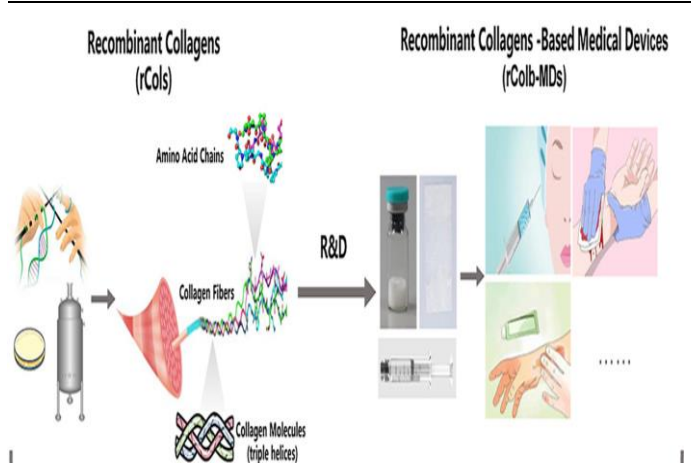 Recombinant Collagens
(rCols)
Recombinant Collagens -Based Medical Devices
(rColb-MDs)
Amino Acid Chains
R&D
Collagen Fibers
Collagen Molecules
(triple helices)
......